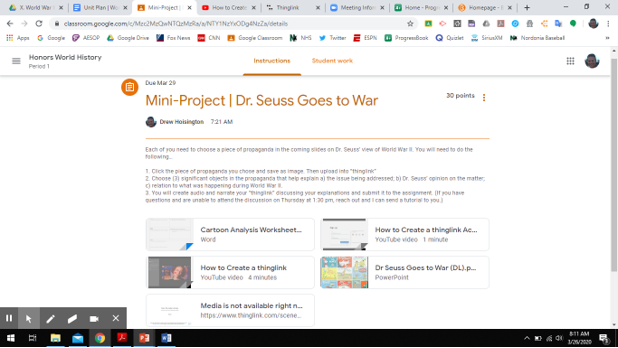 X. World War
Unit Plan | Wo
Mini-Project |
How to Create
Thinglink
Meeting Infor
Home - Progr
Homepage - B
classroom.google.com/c/Mzc2MzQwNTQzMzRa/a/NTY1NzYxODg4NzZa/details
Apps
Google
AESOP
Google Drive
Fox News
CNN
Google Classroom
NHS
Twitter
ESPN
ProgressBook
Quizlet
SiriusXM
Nordonia Baseball
Honors World History
Period 1
Instructions
Student work
Due Mar 29
Mini-Project | Dr. Seuss Goes to War
30 points
Drew Hoisington 7:21 AM
Each of you need to choose a piece of propaganda in the coming slides on Dr. Seuss' view of World War II. You will need to do the
following...
1. Click the piece of propaganda you chose and save as image. Then upload into "thinglink"
2. Choose (3) significant objects in the propaganda that help explain a) the issue being addressed, b) Dr. Seuss' opinion on the matter,
c) relation to what was happening during World War II
3. You will create audio and narrate your "thinglink" discussing your explanations and submit it to the assignment. (If you have
questions and are unable to attend the discussion on Thursday at 1:30 pm, reach out and I can send a tutorial to you.)
Cartoon Analysis Worksheet...
Word
How to Create a thinglink Ac...
YouTube video 1 minute
How to Create a thinglink
YouTube video · 4 minutes
Dr Seuss Goes to War (DL).p...
PowerPoint
Media is not available right n...
https://www.thinglink.com/scene...
8:11 AM
3/26/2020